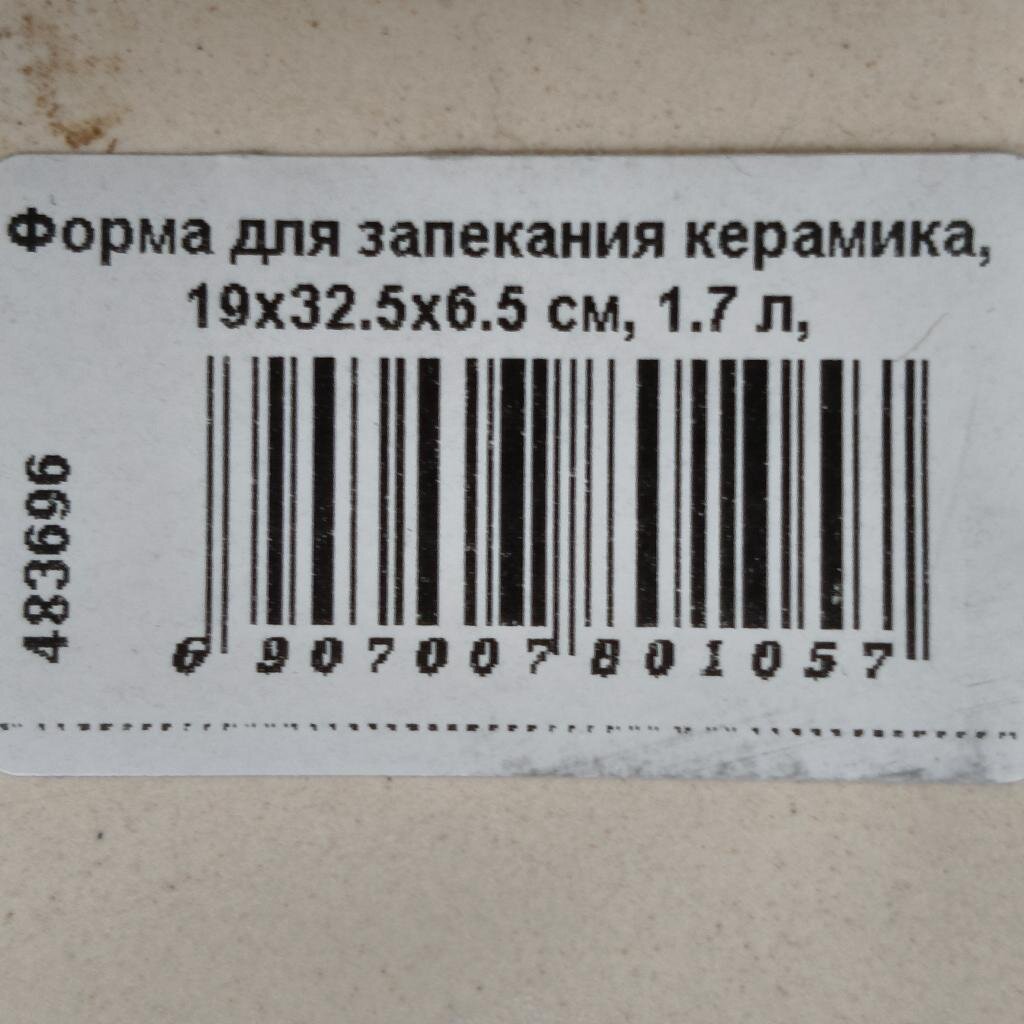 Форма для запекания керамика,
19x32.5x6.5 см, 1.7 л,
483696
6 907007 801057